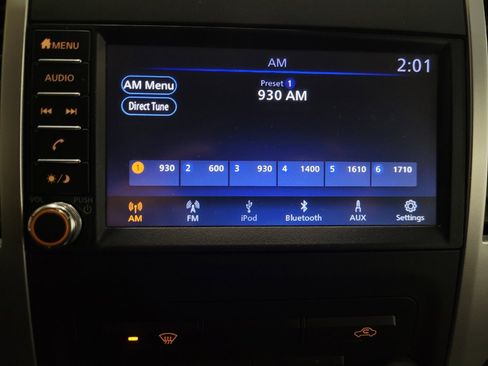 MENU
AUDIO
VOL PUSH
AM 2:01
AM Menu
Direct Tune
Preset 1
930 AM
1 930 2 600 3 930 4 1400 5 1610 6 1710
AM FM iPod Bluetooth AUX Settings